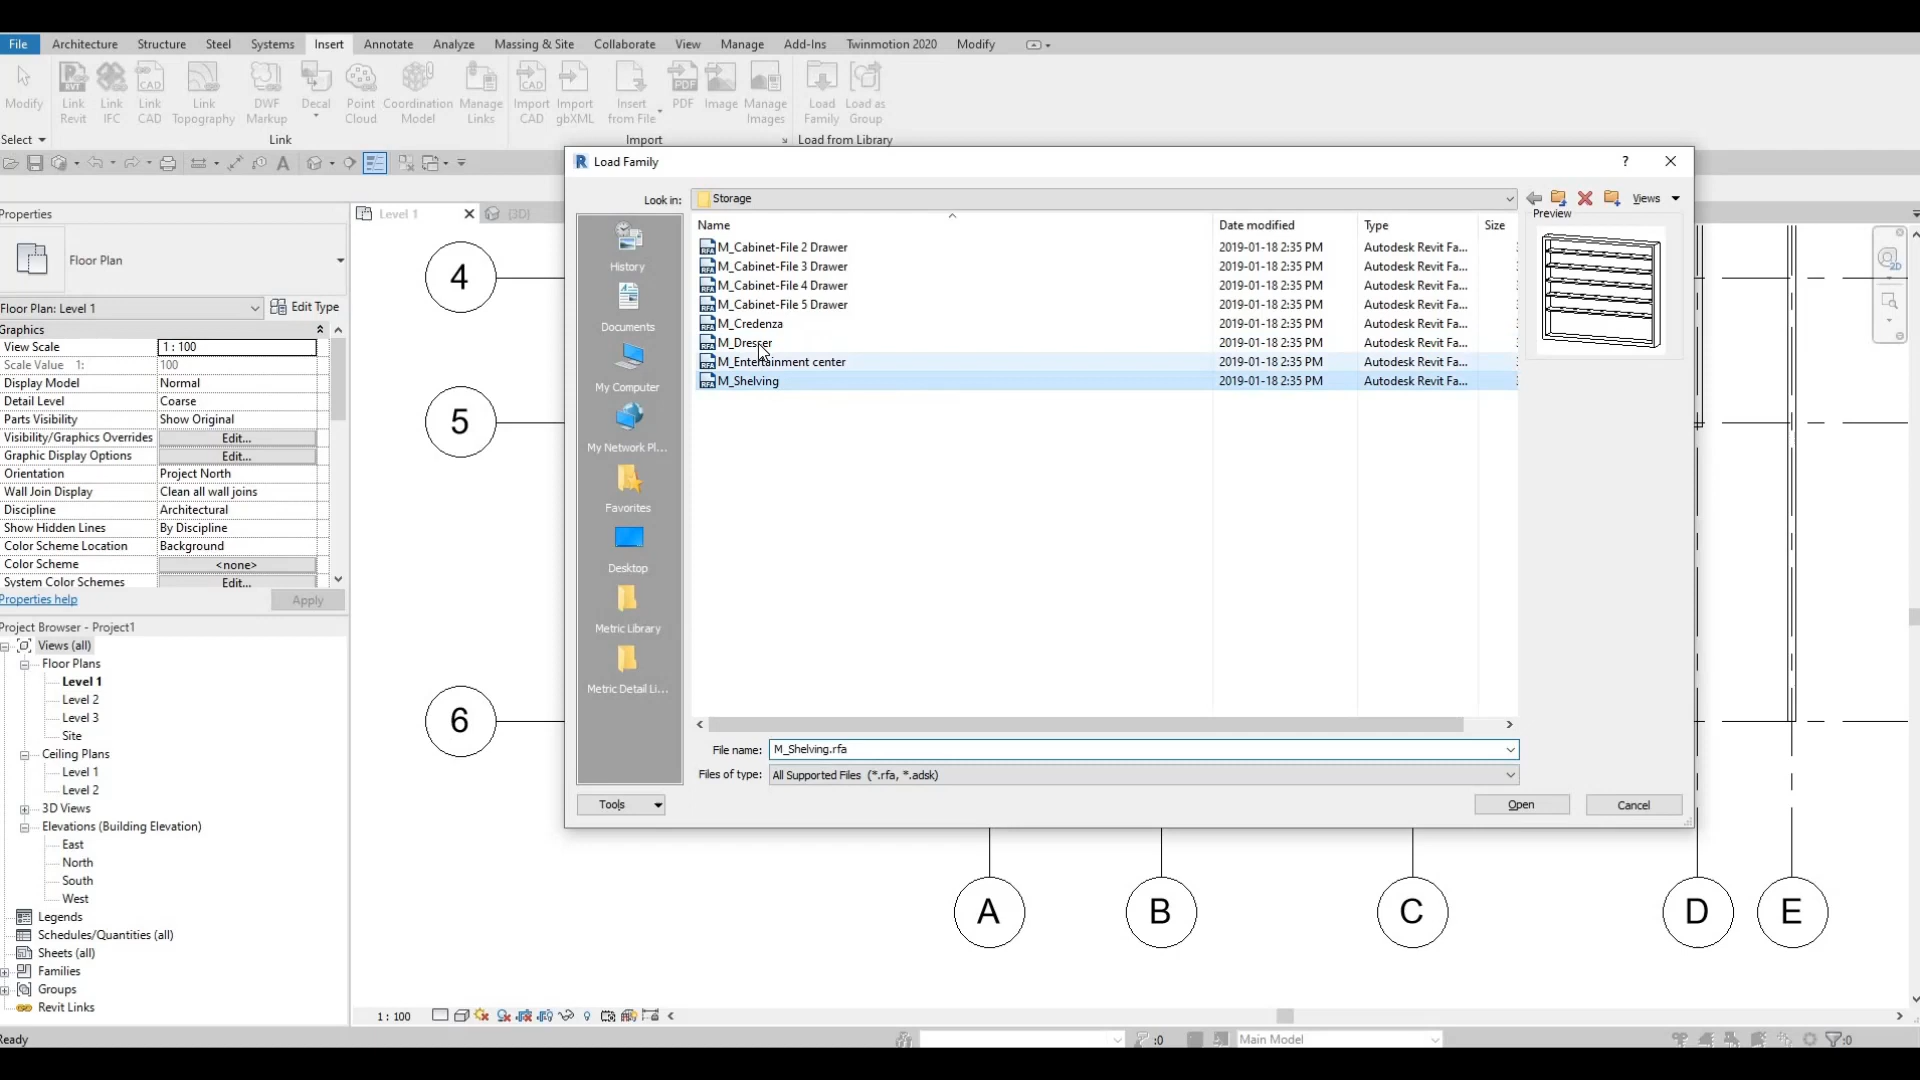 File Architecture Structure Steel Systems Insert Annotate Analyze Massing & Site Collaborate View Manage Add-Ins Twinmotion 2020 Modify
Modify
Link Revit
Link IFC
Link CAD
Link Topography
DWF Markup
Decal
Point Cloud
Coordination Model
Manage Links
Import CAD
Import gbXML
Insert from File
PDF
Image
Manage Images
Load Family
Load as Group
Select
Link
Import
Load from Library
Load Family
Properties
Level 1
{3D}
Floor Plan
Floor Plan: Level 1
Edit Type
Graphics
View Scale 1 : 100
Scale Value 1: 100
Display Model Normal
Detail Level Coarse
Parts Visibility Show Original
Visibility/Graphics Overrides Edit...
Graphic Display Options Edit...
Orientation Project North
Wall Join Display Clean all wall joins
Discipline Architectural
Show Hidden Lines By Discipline
Color Scheme Location Background
Color Scheme <none>
System Color Schemes Edit...
Properties help
Apply
Project Browser - Project1
Views (all)
Floor Plans
Level 1
Level 2
Level 3
Site
Ceiling Plans
Level 1
Level 2
3D Views
Elevations (Building Elevation)
East
North
South
West
Legends
Schedules/Quantities (all)
Sheets (all)
Families
Groups
Revit Links
4
5
6
Look in: Storage
Views
Preview
History
Documents
My Computer
My Network Pl...
Favorites
Desktop
Metric Library
Metric Detail Li...
Name Date modified Type Size
M_Cabinet-File 2 Drawer 2019-01-18 2:35 PM Autodesk Revit Fa...
M_Cabinet-File 3 Drawer 2019-01-18 2:35 PM Autodesk Revit Fa...
M_Cabinet-File 4 Drawer 2019-01-18 2:35 PM Autodesk Revit Fa...
M_Cabinet-File 5 Drawer 2019-01-18 2:35 PM Autodesk Revit Fa...
M_Credenza 2019-01-18 2:35 PM Autodesk Revit Fa...
M_Dresser 2019-01-18 2:35 PM Autodesk Revit Fa...
M_Entertainment center 2019-01-18 2:35 PM Autodesk Revit Fa...
M_Shelving 2019-01-18 2:35 PM Autodesk Revit Fa...
File name: M_Shelving.rfa
Files of type: All Supported Files (*.rfa, *.adsk)
Tools
Open
Cancel
A
B
C
D
E
1 : 100
Ready
:0
Main Model
:0